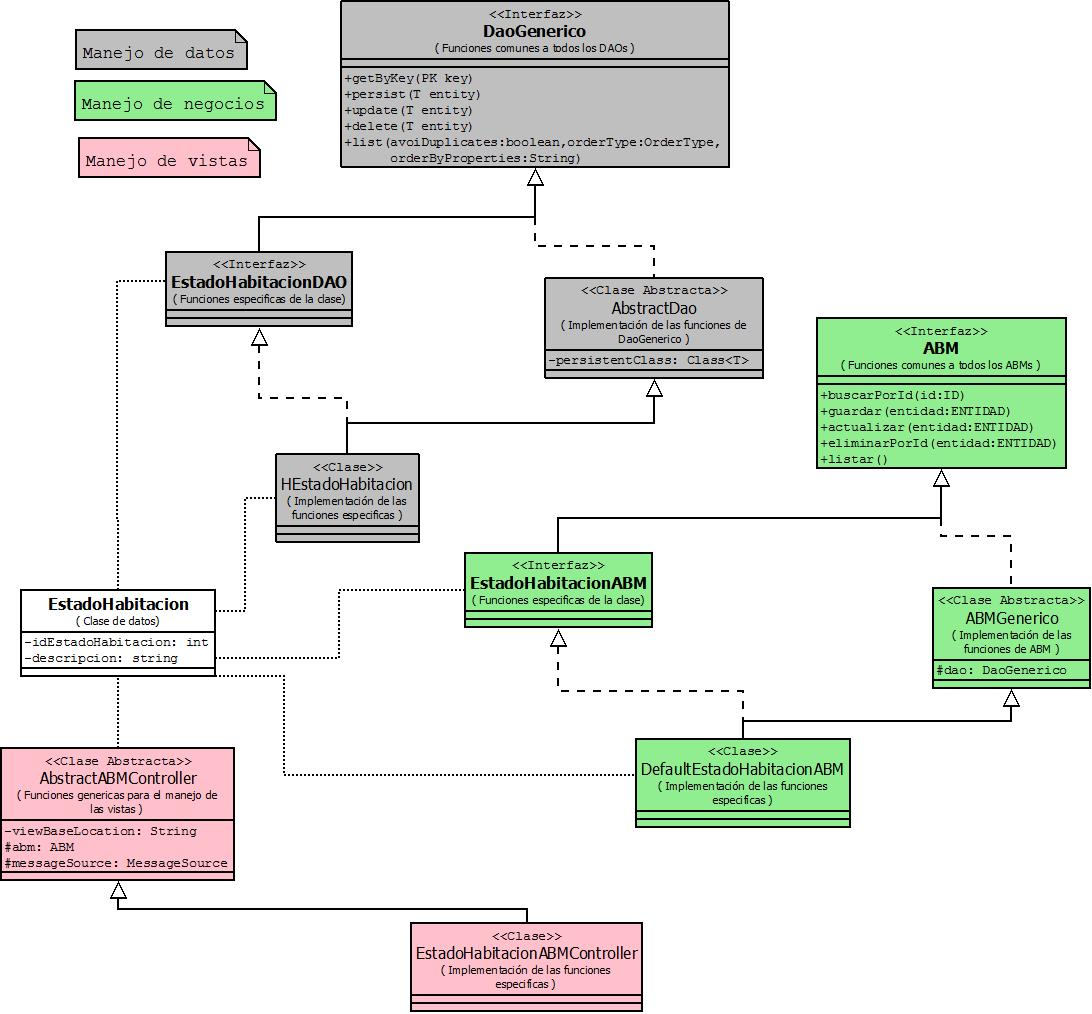 Manejo de datos
Manejo de negocios
Manejo de vistas
<<Interfaz>>
DaoGenerico
( Funciones comunes a todos los DAOs )
+getByKey(PK key)
+persist(T entity)
+update(T entity)
+delete(T entity)
+list(avoiDuplicates:boolean,orderType:OrderType,
orderByProperties:String)
<<Interfaz>>
EstadoHabitacionDAO
( Funciones especificas de la clase)
<<Clase Abstracta>>
AbstractDao
( Implementación de las funciones de
DaoGenerico )
-persistentClass: Class<T>
<<Interfaz>>
ABM
( Funciones comunes a todos los ABMs )
+buscarPorId(id:ID)
+guardar(entidad:ENTIDAD)
+actualizar(entidad:ENTIDAD)
+eliminarPorId(entidad:ENTIDAD)
+listar()
<<Clase>>
HEstadoHabitacion
( Implementación de las
funciones especificas )
<<Interfaz>>
EstadoHabitacionABM
( Funciones especificas de la clase)
<<Clase Abstracta>>
ABMGenerico
( Implementación de las
funciones de ABM )
#dao: DaoGenerico
EstadoHabitacion
( Clase de datos)
-idEstadoHabitacion: int
-descripcion: string
<<Clase>>
DefaultEstadoHabitacionABM
( Implementación de las funciones
especificas )
<<Clase Abstracta>>
AbstractABMController
( Funciones genericas para el manejo de
las vistas )
-viewBaseLocation: String
#abm: ABM
#messageSource: MessageSource
<<Clase>>
EstadoHabitacionABMController
( Implementación de las funciones
especificas )